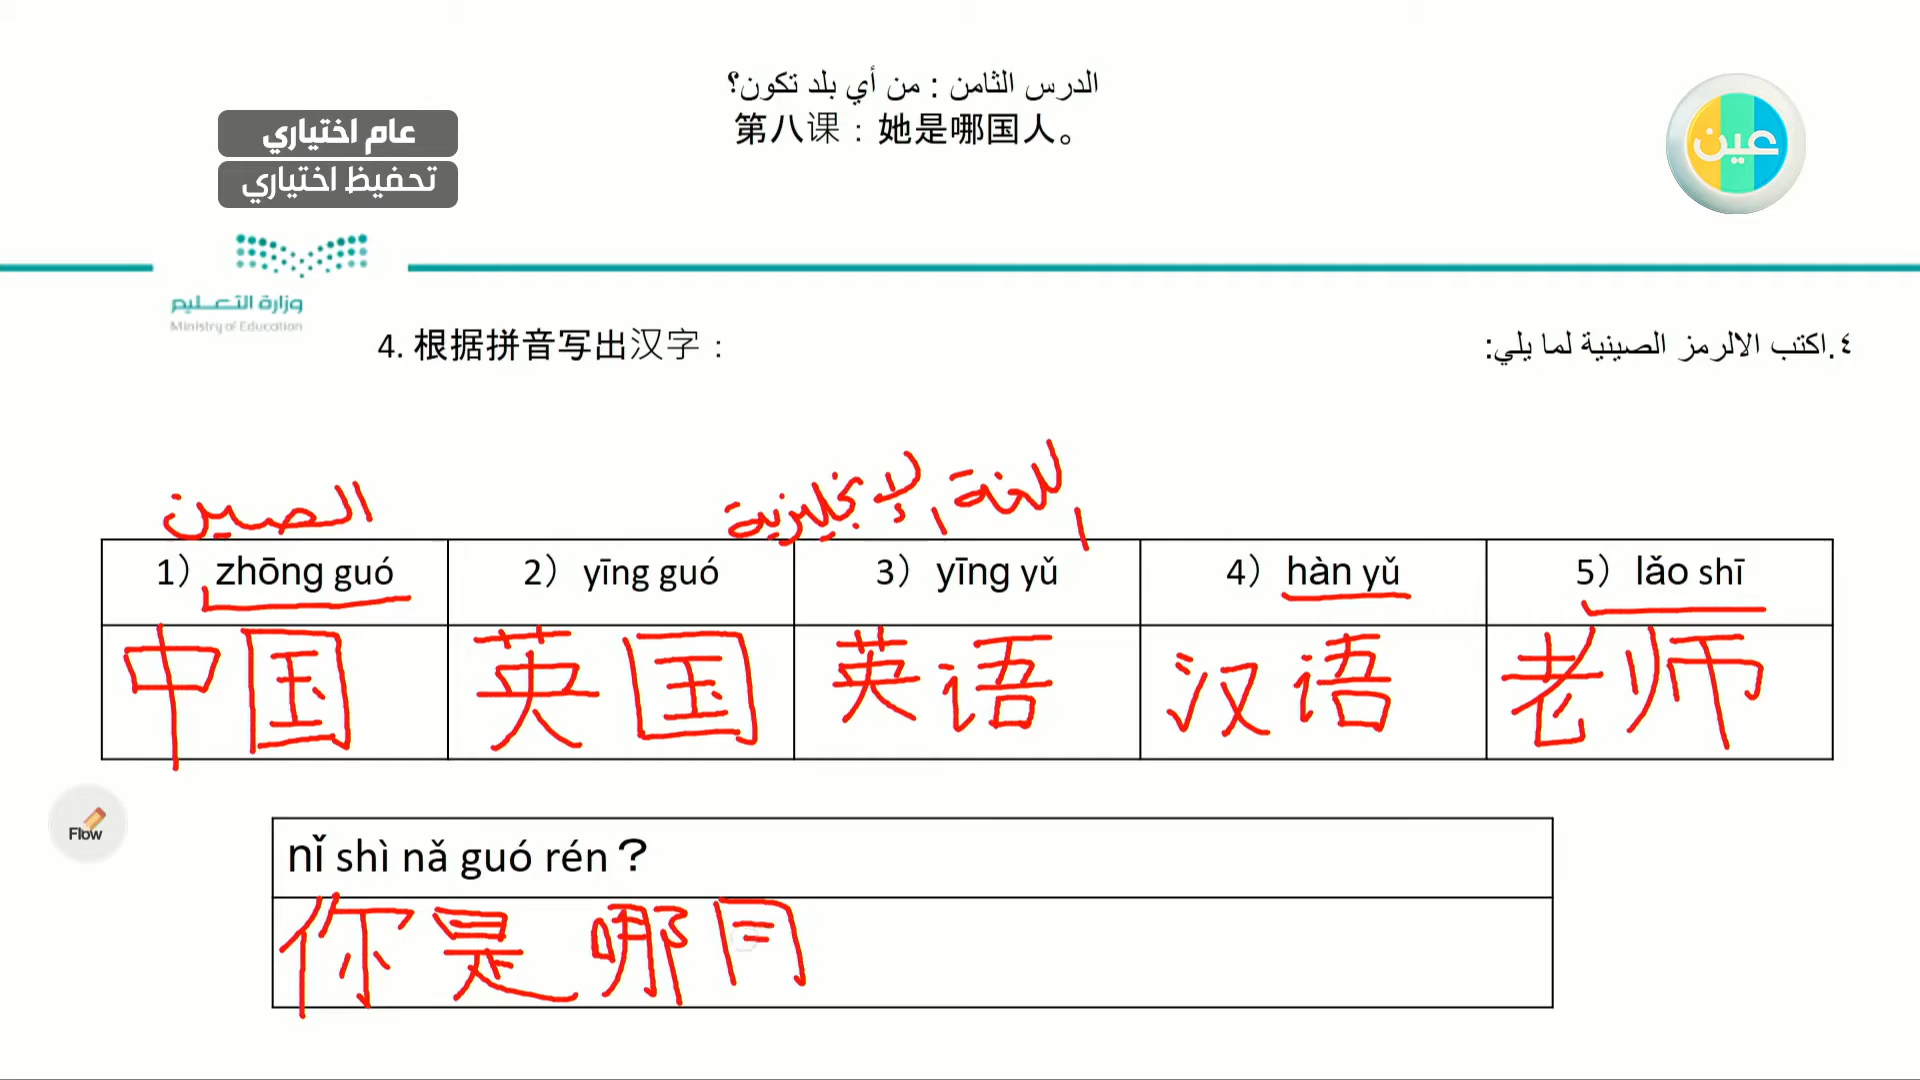 الدرس الثامن : من أي بلد تكون؟
第八课：她是哪国人。
عام اختياري
تحفيظ اختياري
عين
وزارة التعليم
Ministry of Education
4. 根据拼音写出汉字：
٤.اكتب الالرمز الصينية لما يلي:
الصين
اللغة الإنجليزية
1）zhōng guó
2）yīng guó
3）yīng yǔ
4）hàn yǔ
5）lǎo shī
中国
英国
英语
汉语
老师
Flow
nǐ shì nǎ guó rén？
你是哪